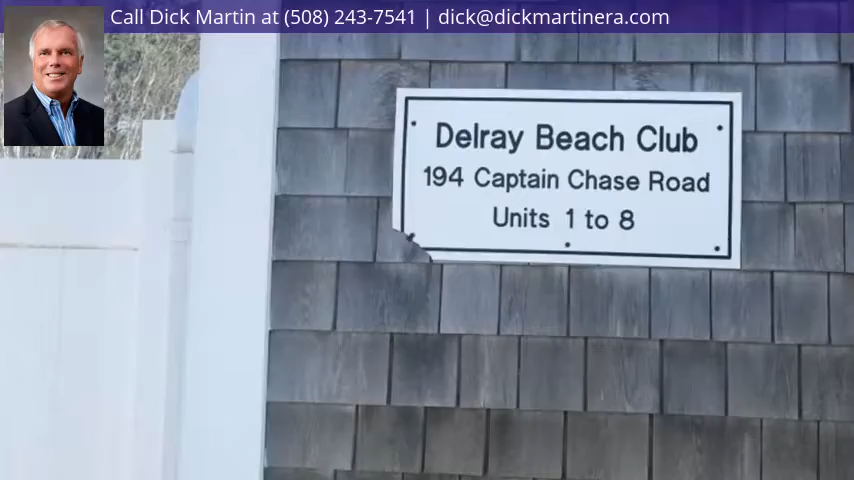 Call Dick Martin at (508) 243-7541 | dick@dickmartinera.com
Delray Beach Club
194 Captain Chase Road
Units 1 to 8